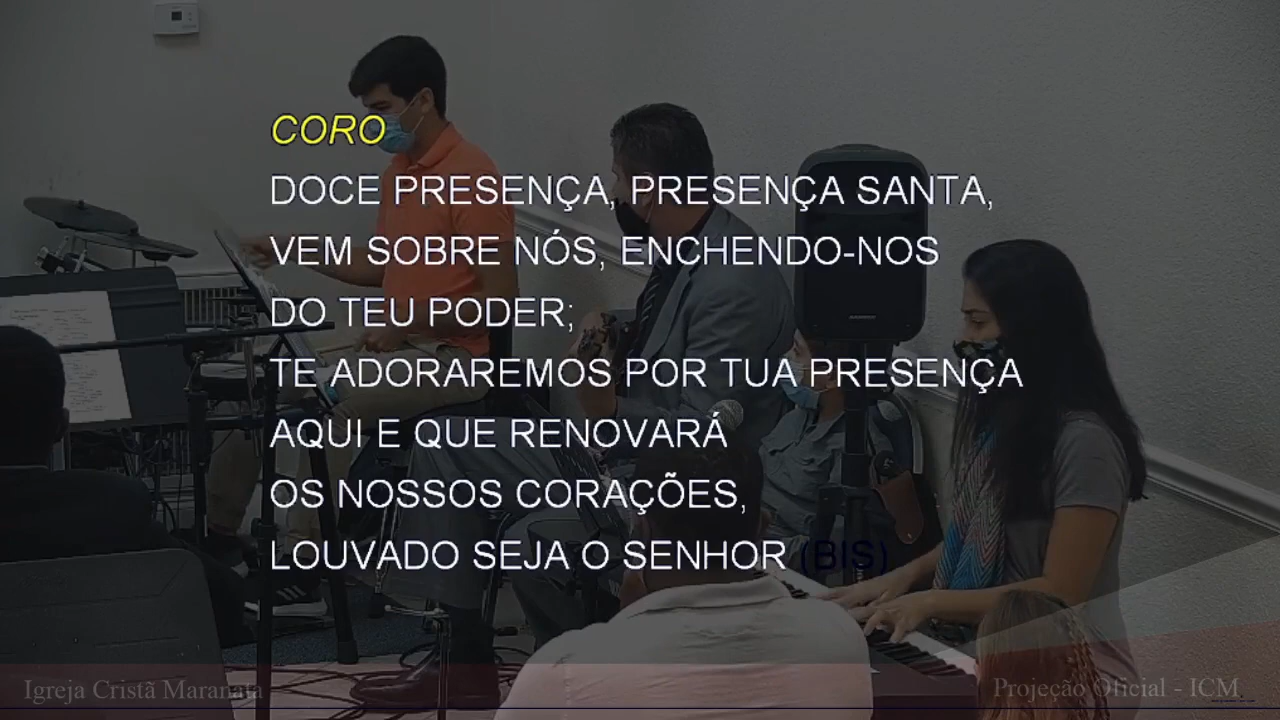 CORO
DOCE PRESENÇA, PRESENÇA SANTA,
VEM SOBRE NÓS, ENCHENDO-NOS
DO TEU PODER;
TE ADORAREMOS POR TUA PRESENÇA
AQUI E QUE RENOVARÁ
OS NOSSOS CORAÇÕES,
LOUVADO SEJA O SENHOR (BIS)
Igreja Cristã Maranata
Projeção Oficial - ICM